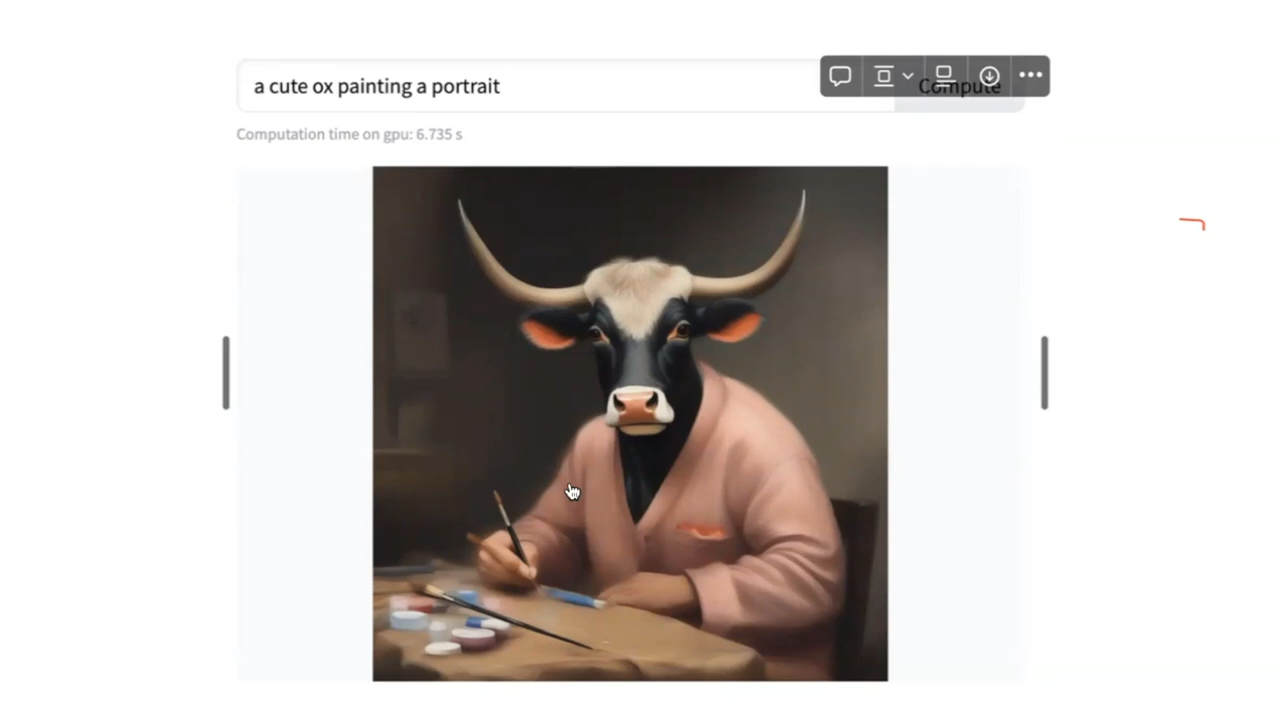 a cute ox painting a portrait
Compute
Computation time on gpu: 6.735 s